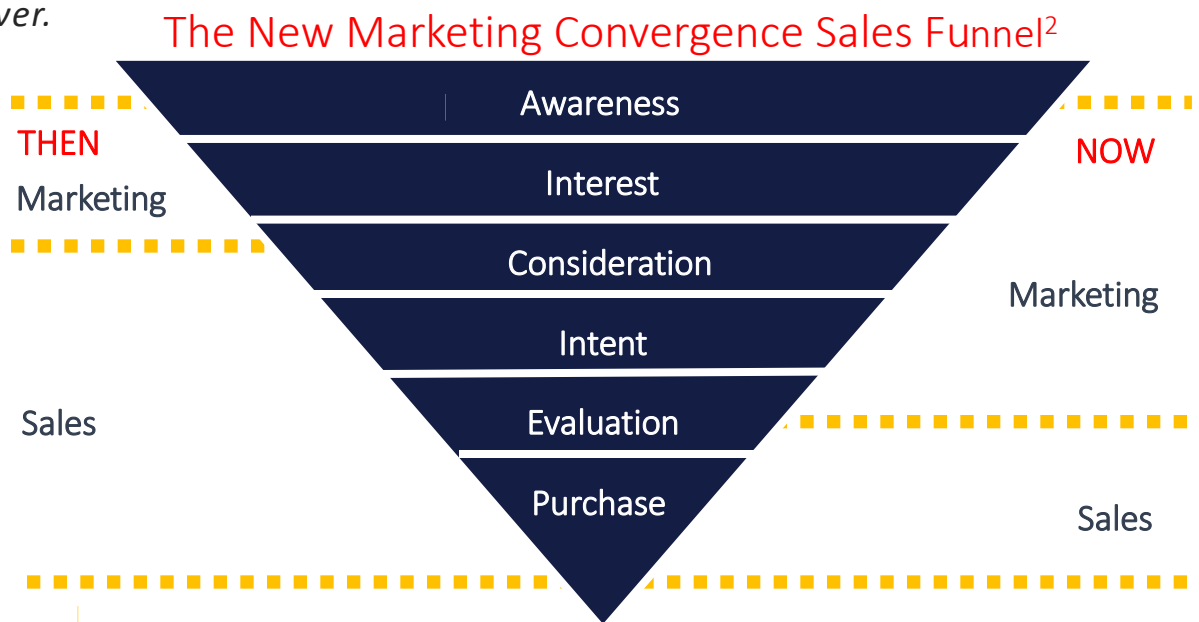 ver.
The New Marketing Convergence Sales Funnel²
Awareness
THEN
NOW
Marketing
Interest
Consideration
Marketing
Intent
Sales
Evaluation
Purchase
Sales